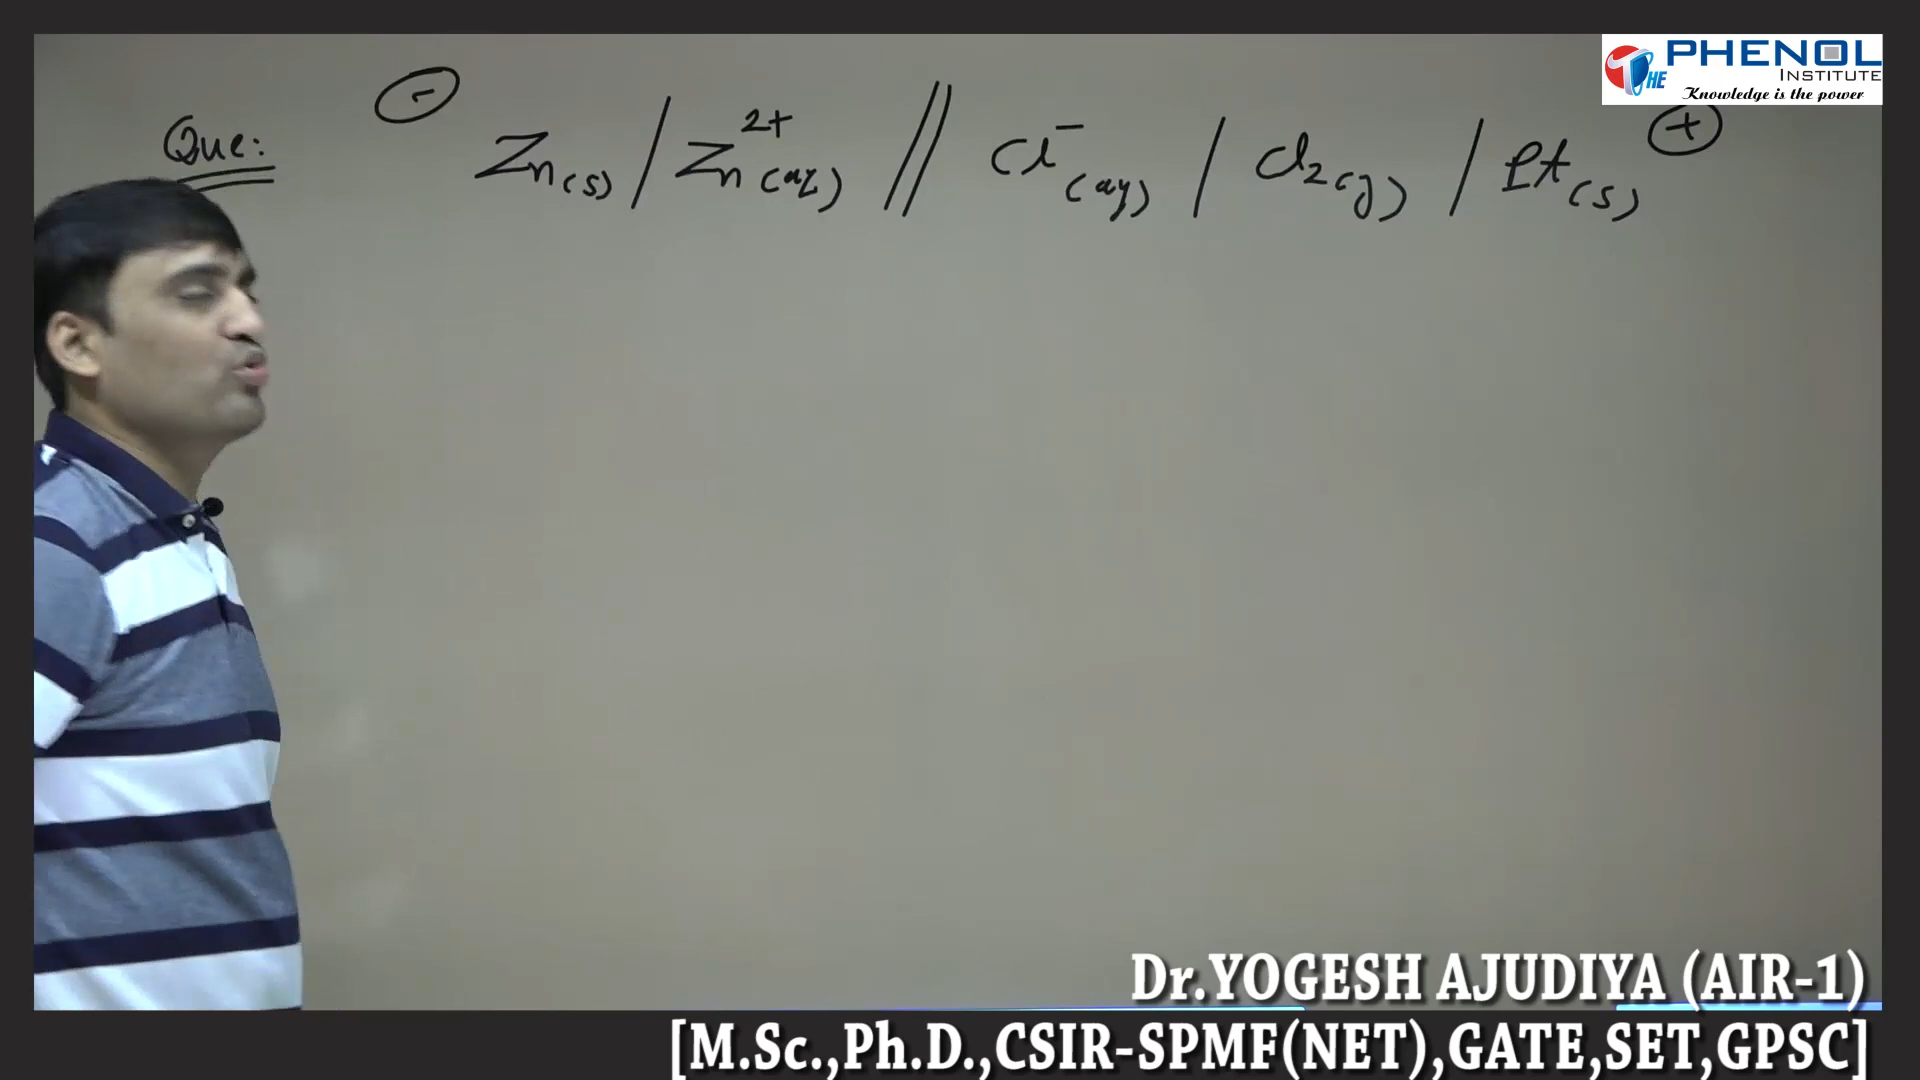 THE PHENOL
INSTITUTE
Knowledge is the power
Que: - Zn(s) / Zn2+(aq) // Cl-(aq) / Cl2(g) / Pt(s) +
Dr.YOGESH AJUDIYA (AIR-1)
[M.Sc.,Ph.D.,CSIR-SPMF(NET),GATE,SET,GPSC]